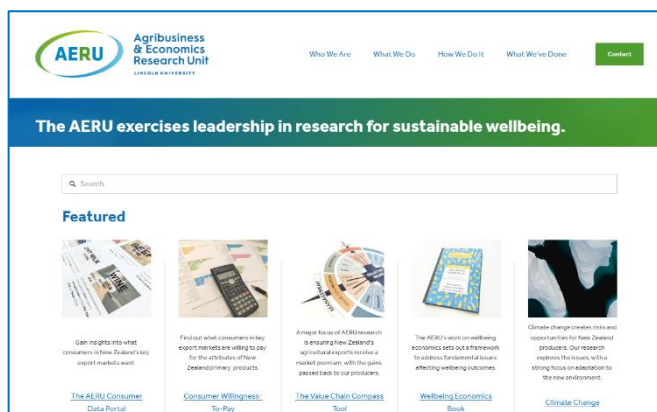 AERU
Agribusiness
& Economics
Research Unit
LINCOLN UNIVERSITY
Who We Are
What We Do
How We Do It
What We've Done
Contact
The AERU exercises leadership in research for sustainable wellbeing.
Search
Featured
WINE
MANAGEMENT
Gain insights into what
consumers in New Zealand's key
export markets want.
The AERU Consumer
Data Portal
Find out what consumers in key
export markets are willing to pay
for the attributes of New
Zealand primary products.
Consumer Willingness-
To-Pay
A major focus of AERU research
is ensuring New Zealand's
agricultural exports receive a
market premium, with the gains
passed back to our producers.
The Value Chain Compass
Tool
The AERU's work on wellbeing
economics sets out a framework
to address fundamental issues
affecting wellbeing outcomes.
Wellbeing Economics
Book
Climate change creates risks and
opportunities for New Zealand
producers. Our research
explores the issues, with a
strong focus on adaptation to
the new environment.
Climate Change